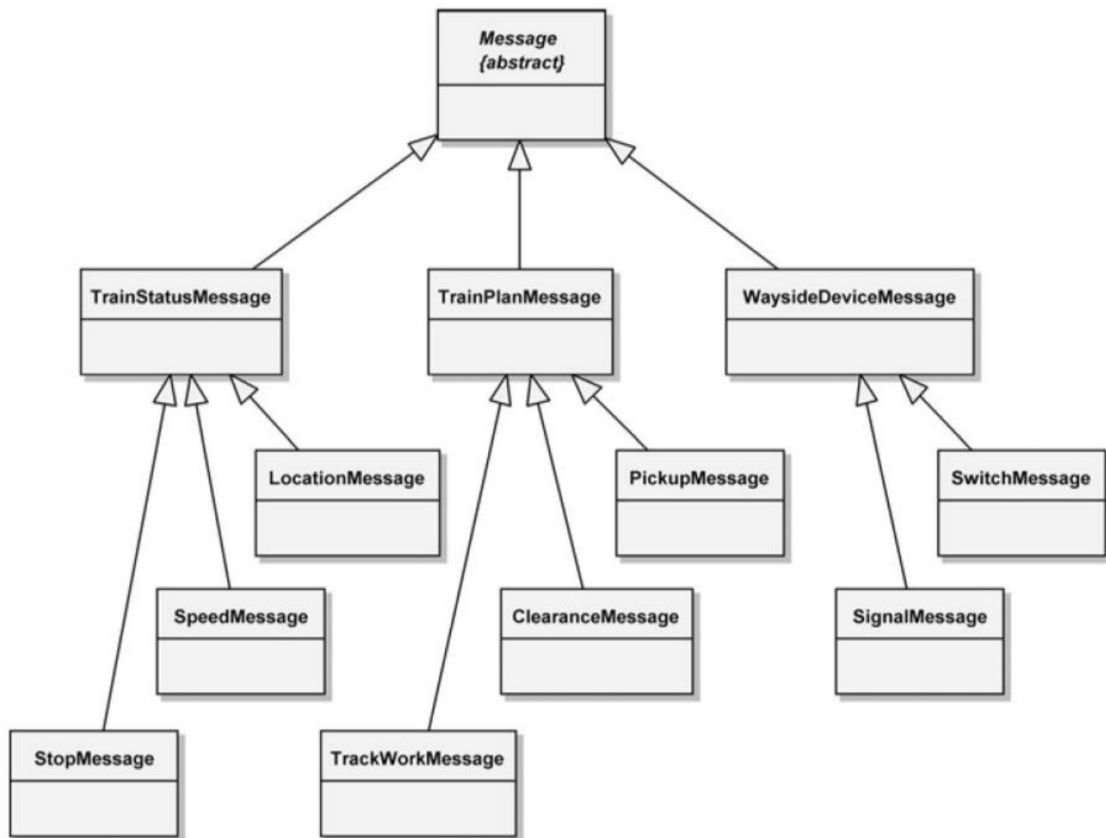 Message
{abstract}
TrainStatusMessage
TrainPlanMessage
WaysideDeviceMessage
LocationMessage
PickupMessage
SwitchMessage
SpeedMessage
ClearanceMessage
SignalMessage
StopMessage
TrackWorkMessage